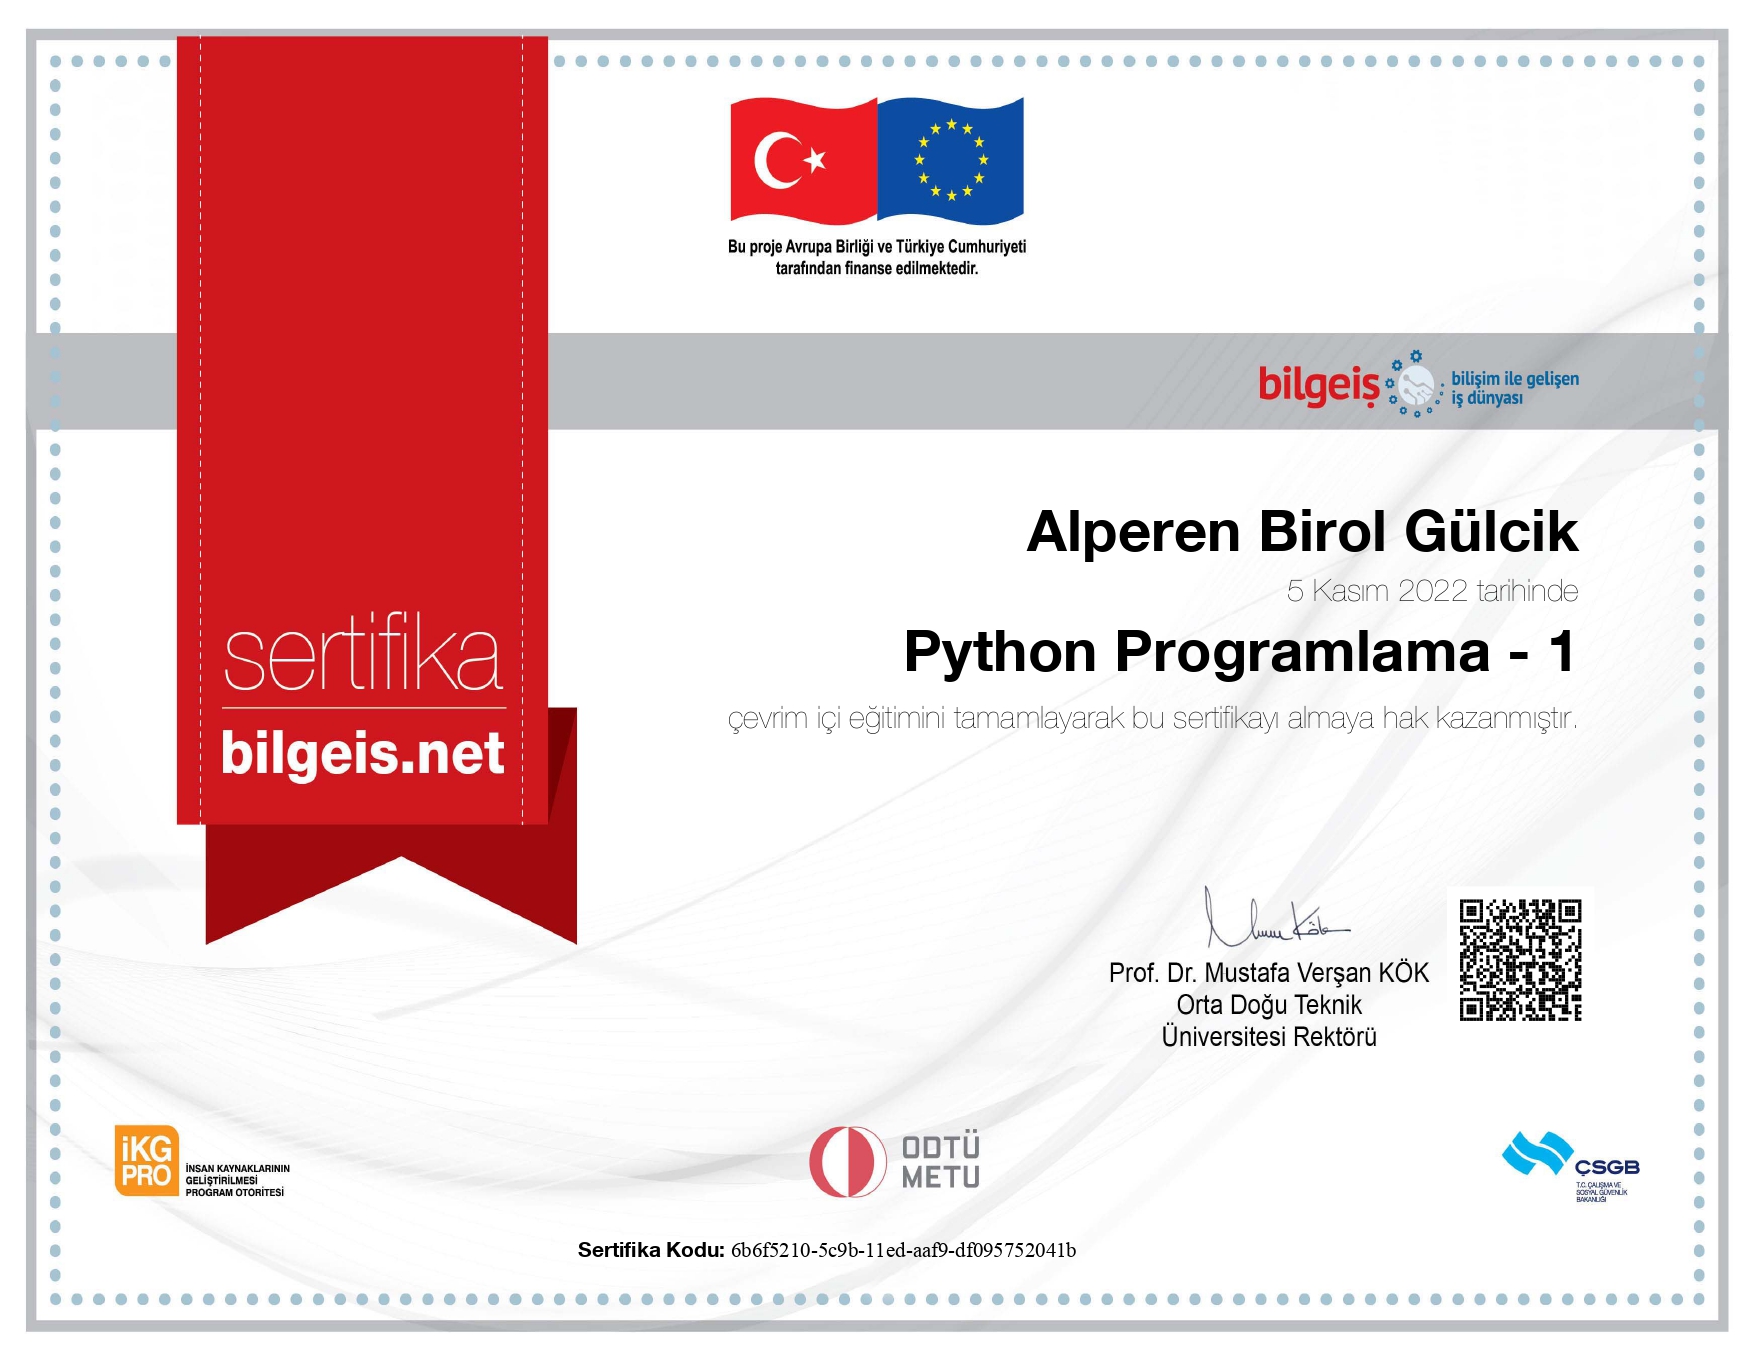 Bu proje Avrupa Birliği ve Türkiye Cumhuriyeti
tarafından finanse edilmektedir.
bilgeiş
bilişim ile gelişen
iş dünyası
Alperen Birol Gülcik
5 Kasım 2022 tarihinde
Python Programlama - 1
çevrim içi eğitimini tamamlayarak bu sertifikayı almaya hak kazanmıştır.
sertifika
bilgeis.net
Prof. Dr. Mustafa Verşan KÖK
Orta Doğu Teknik
Üniversitesi Rektörü
iKG
PRO
İNSAN KAYNAKLARININ
GELİŞTİRİLMESİ
PROGRAM OTORİTESİ
ODTÜ
METU
ÇSGB
T.C. ÇALIŞMA VE
SOSYAL GÜVENLİK
BAKANLIĞI
Sertifika Kodu: 6b6f5210-5c9b-11ed-aaf9-df095752041b